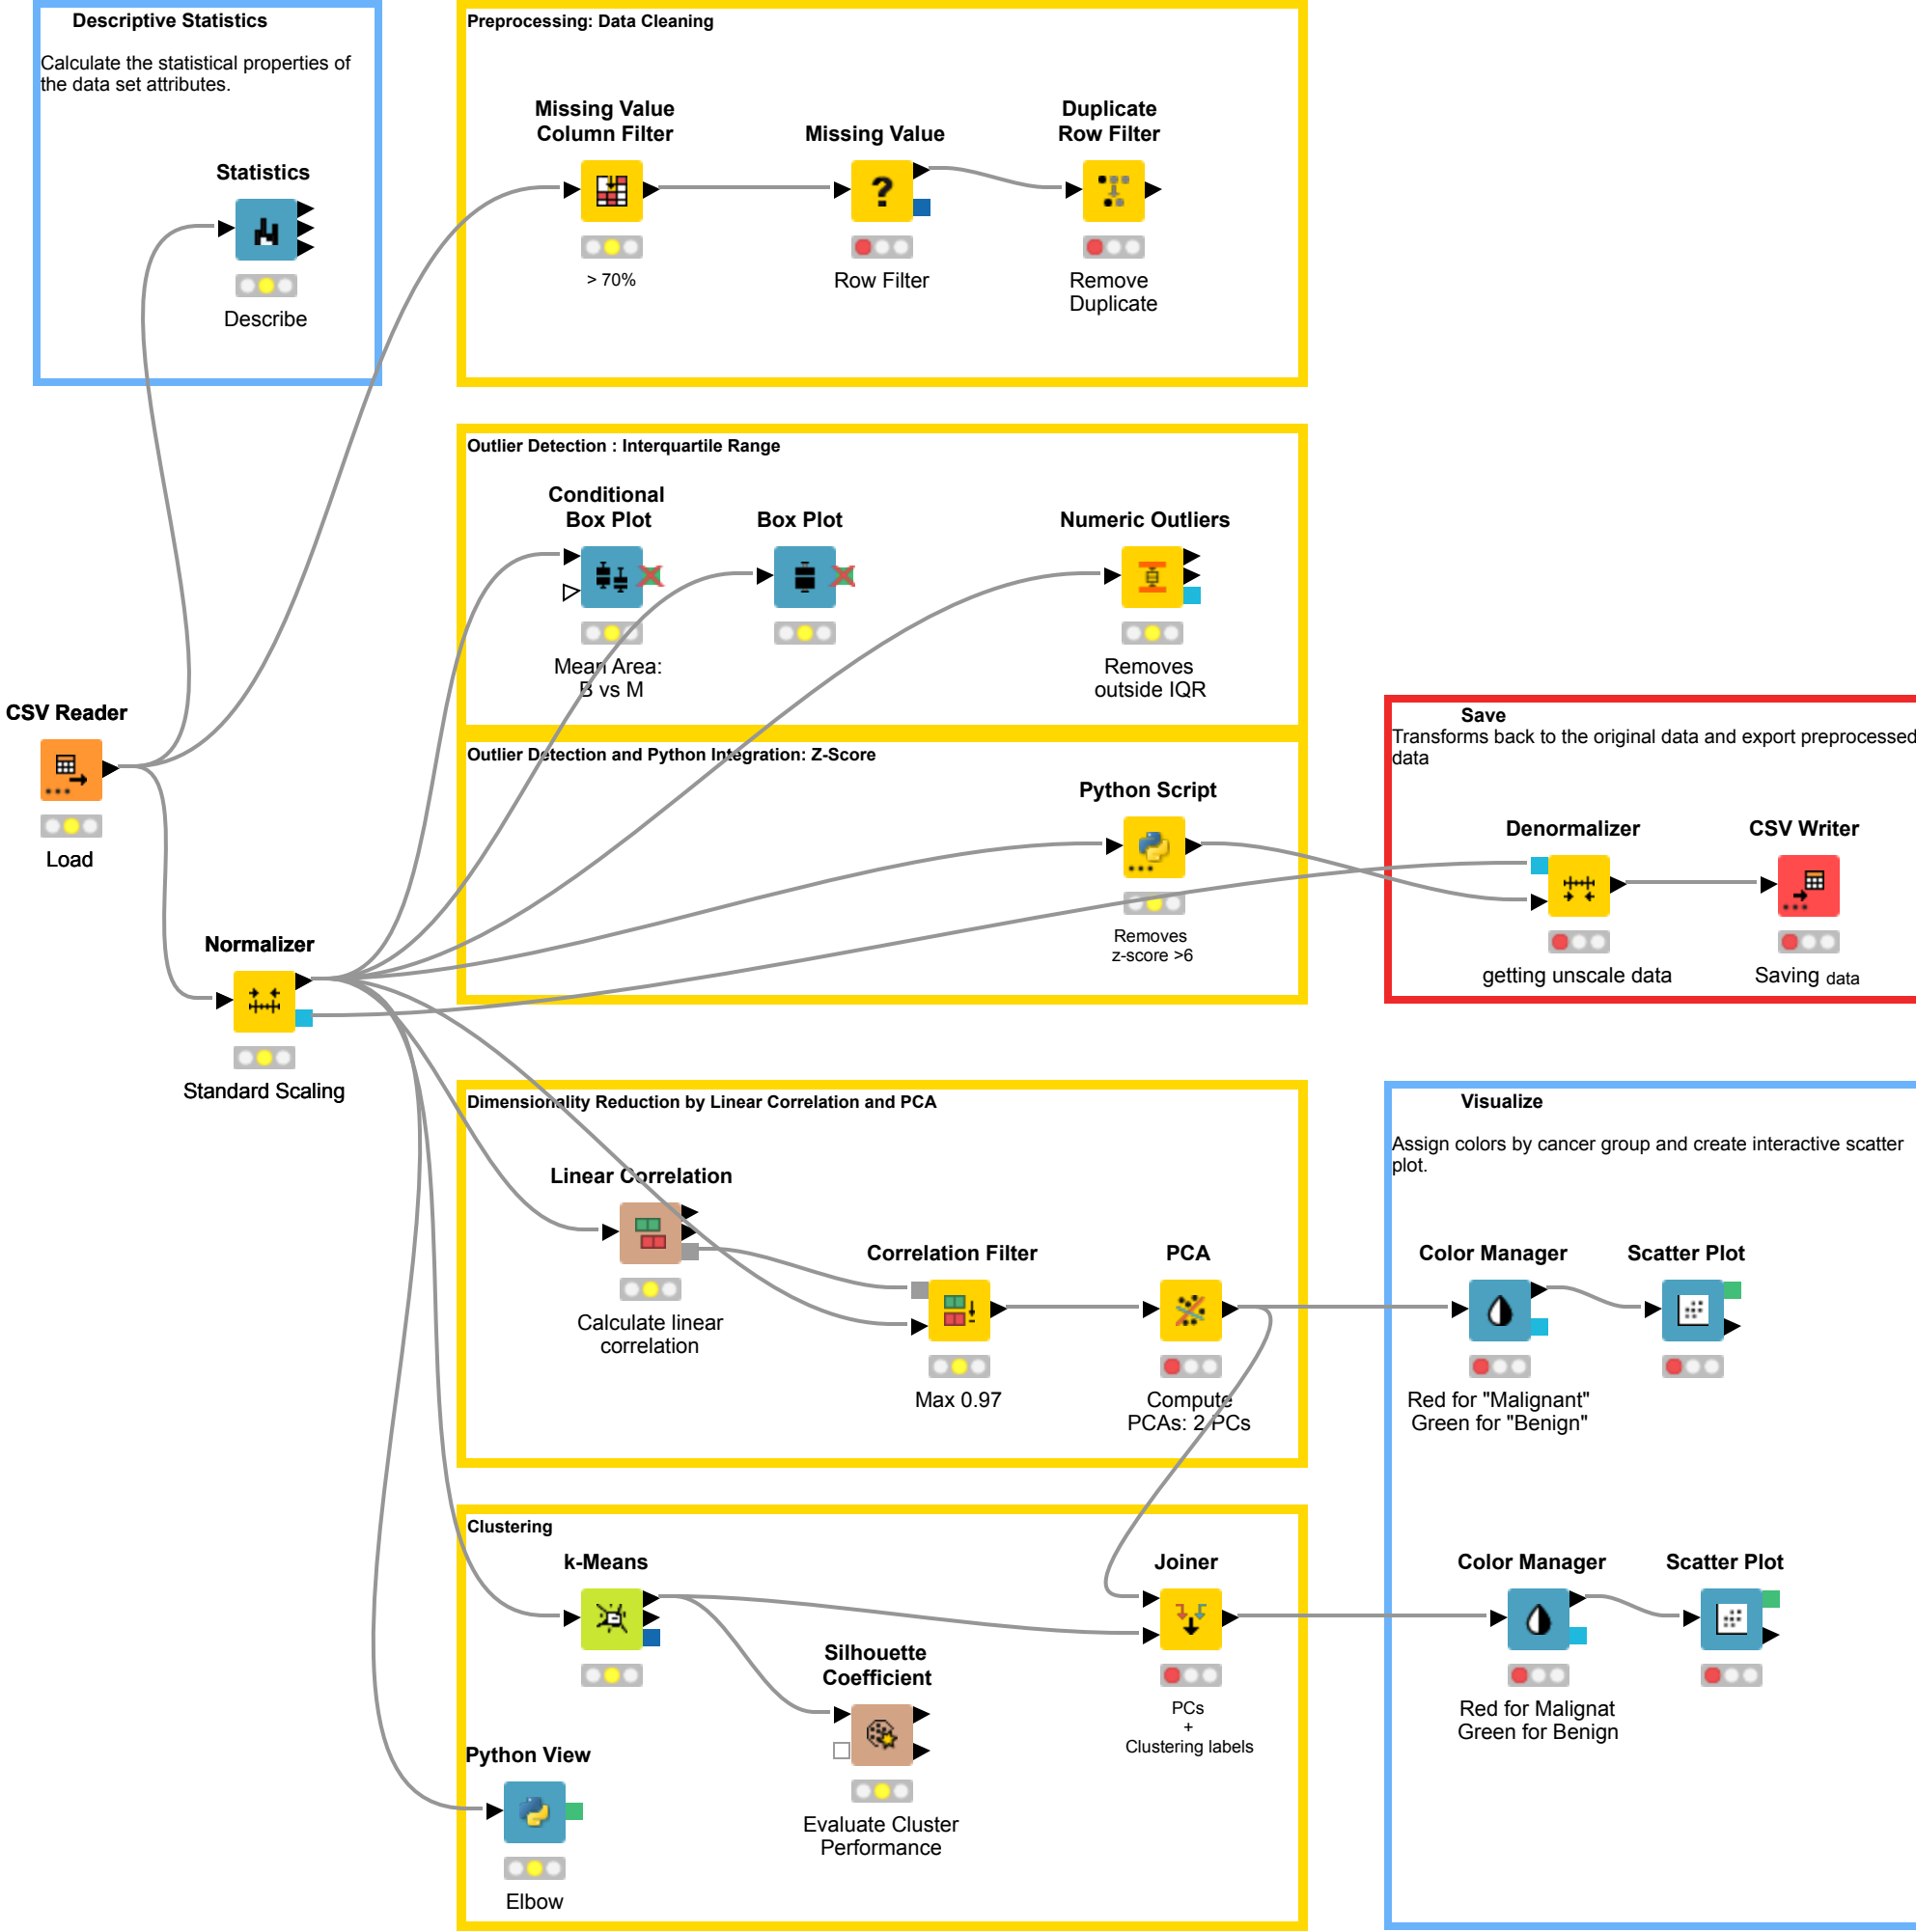 Descriptive Statistics
Calculate the statistical properties of
the data set attributes.
Statistics
Describe
Preprocessing: Data Cleaning
Missing Value
Column Filter
> 70%
Missing Value
?
Row Filter
Duplicate
Row Filter
Remove
Duplicate
Outlier Detection : Interquartile Range
Conditional
Box Plot
Mean Area:
B vs M
Box Plot
Numeric Outliers
Removes
outside IQR
CSV Reader
Load
Outlier Detection and Python Integration: Z-Score
Python Script
Removes
z-score >6
Save
Transforms back to the original data and export preprocessed
data
Denormalizer
getting unscale data
CSV Writer
Saving data
Normalizer
Standard Scaling
Dimensionality Reduction by Linear Correlation and PCA
Linear Correlation
Calculate linear
correlation
Correlation Filter
Max 0.97
PCA
Compute
PCAs: 2 PCs
Visualize
Assign colors by cancer group and create interactive scatter
plot.
Color Manager
Red for "Malignant"
Green for "Benign"
Scatter Plot
Clustering
k-Means
Silhouette
Coefficient
Evaluate Cluster
Performance
Joiner
PCs
+
Clustering labels
Color Manager
Red for Malignat
Green for Benign
Scatter Plot
Python View
Elbow